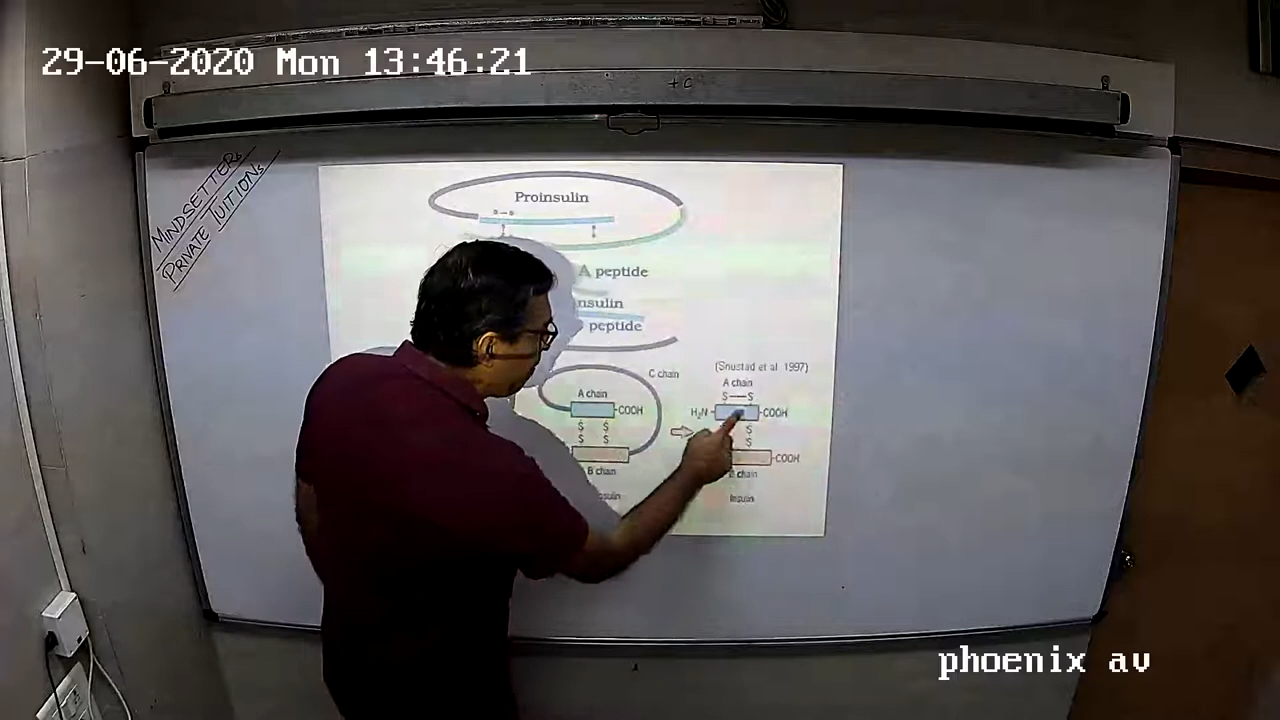 29-06-2020 Mon 13:46:21
+C
MINDSETTERS
PRIVATE TUITIONS
Proinsulin
A peptide
nsulin
peptide
C chain
A chain
COOH
S S
S S
B chain
sulin
(Snustad et al 1997)
A chain
S—S
H₂N COOH
S
S
COOH
chain
Insulin
phoenix av